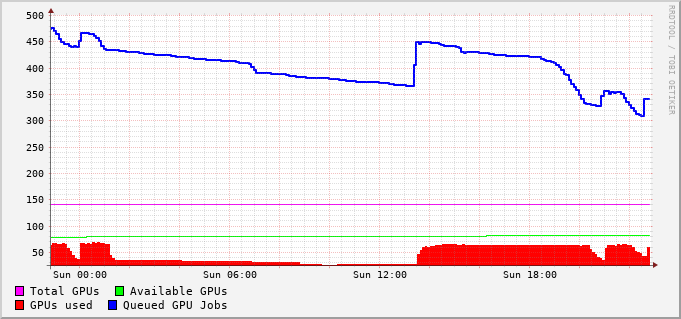 500
450
400
350
300
250
200
150
100
50
Sun 00:00 Sun 06:00 Sun 12:00 Sun 18:00
Total GPUs Available GPUs
GPUs used Queued GPU Jobs
RRDTOOL / TOBI OETIKER